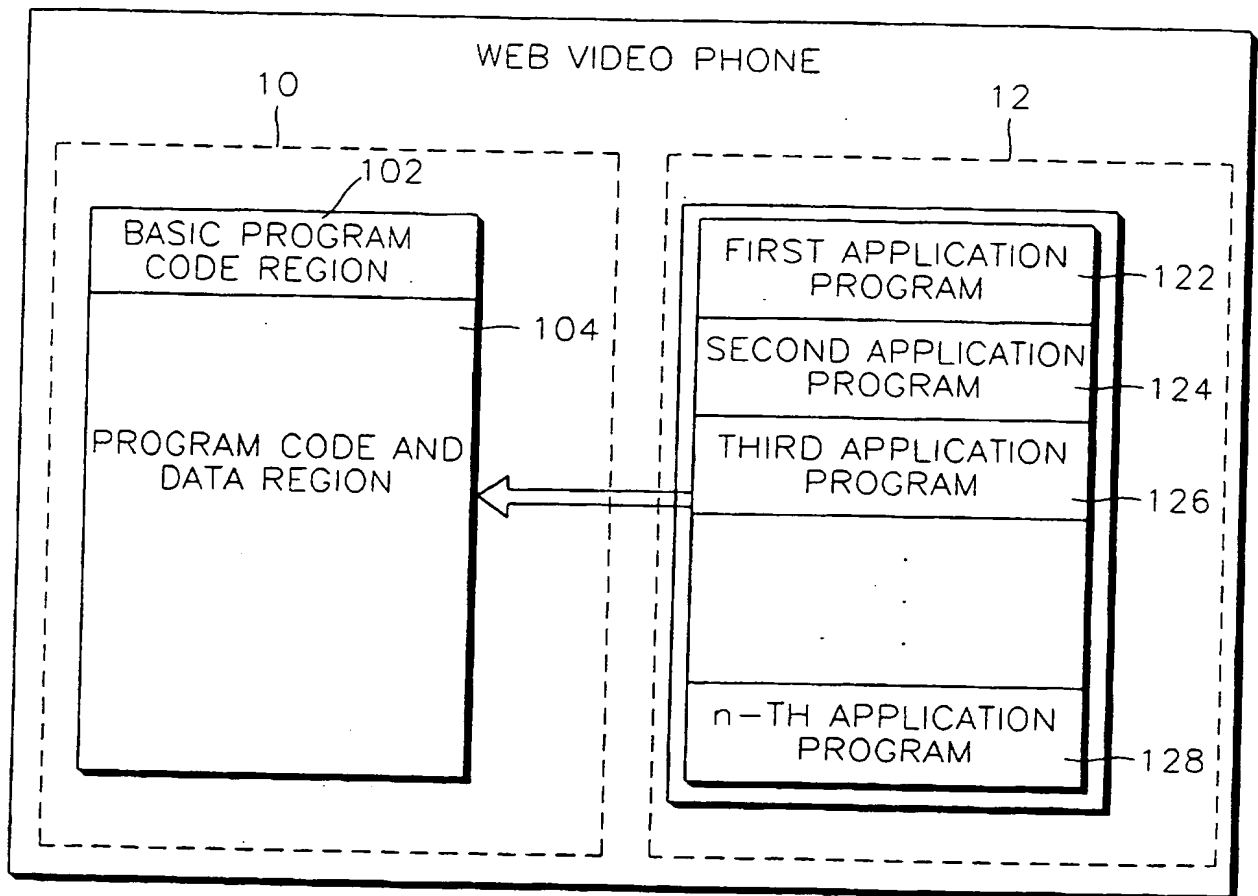 WEB VIDEO PHONE
10
12
102
BASIC PROGRAM
CODE REGION
104
PROGRAM CODE AND
DATA REGION
FIRST APPLICATION
PROGRAM
122
SECOND APPLICATION
PROGRAM
124
THIRD APPLICATION
PROGRAM
126
n-TH APPLICATION
PROGRAM
128